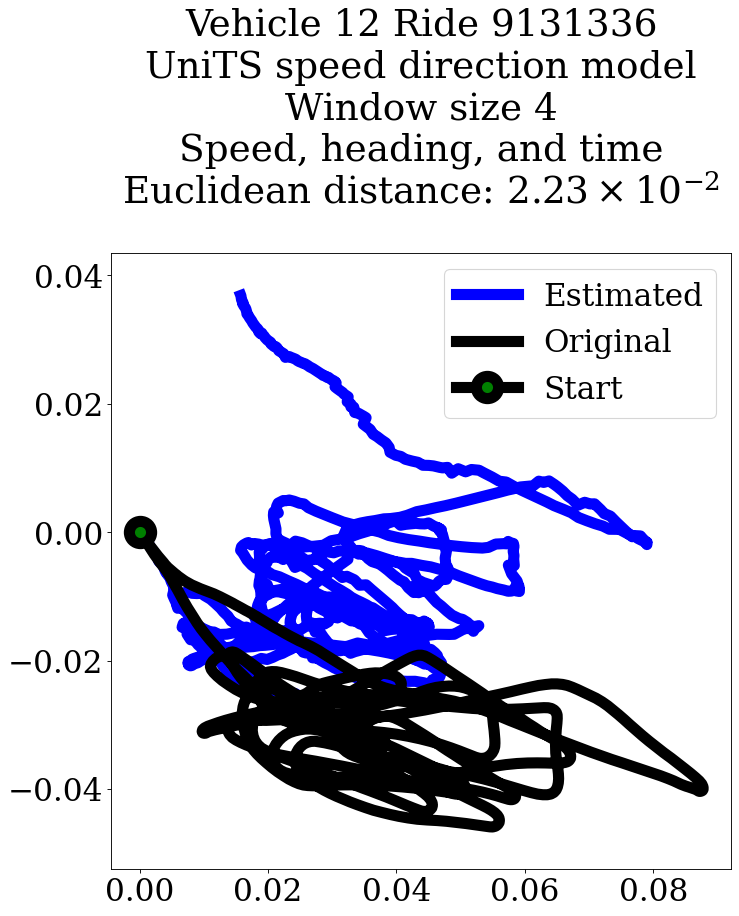 Vehicle 12 Ride 9131336
UniTS speed direction model
Window size 4
Speed, heading, and time
Euclidean distance: 2.23 × 10⁻²
0.04
Estimated
Original
0.02
Start
0.00
−0.02
−0.04
0.00 0.02 0.04 0.06 0.08